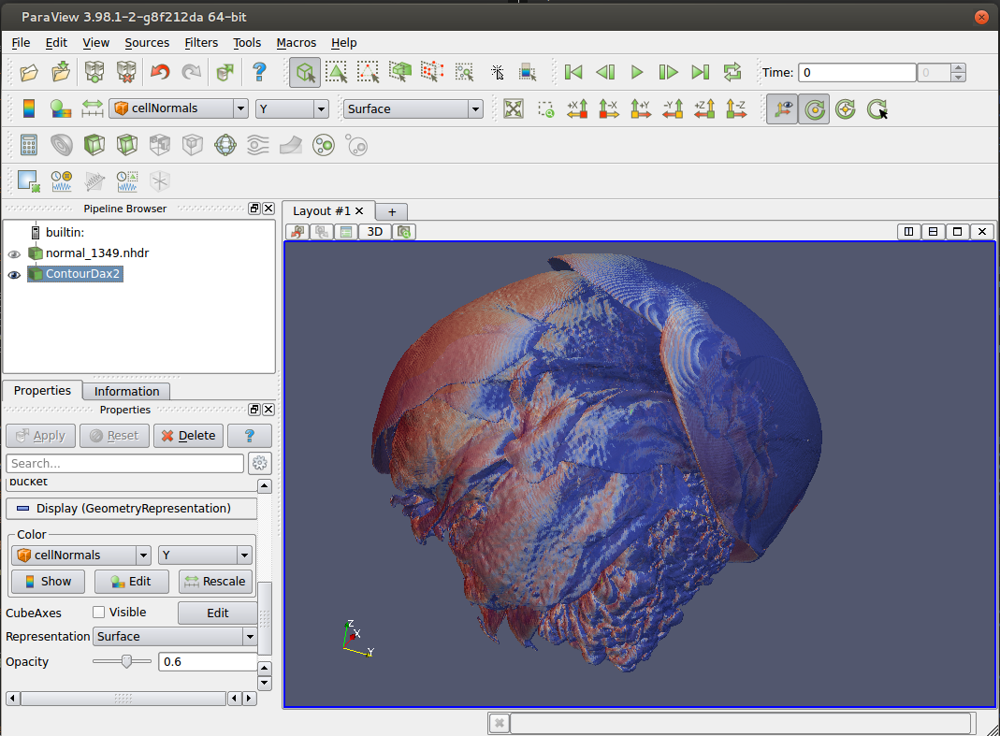 ParaView 3.98.1-2-g8f212da 64-bit
File Edit View Sources Filters Tools Macros Help
? Time: 0 0
cellNormals Y Surface +X -X +Y -Y +Z -Z
Pipeline Browser
Layout #1 +
3D
builtin:
normal_1349.nhdr
ContourDax2
Properties Information
Properties
Apply Reset Delete ?
Search...
bucket
Display (GeometryRepresentation)
Color
cellNormals Y
Show Edit Rescale
CubeAxes Visible Edit
Representation Surface
Opacity 0.6
Z
X
Y